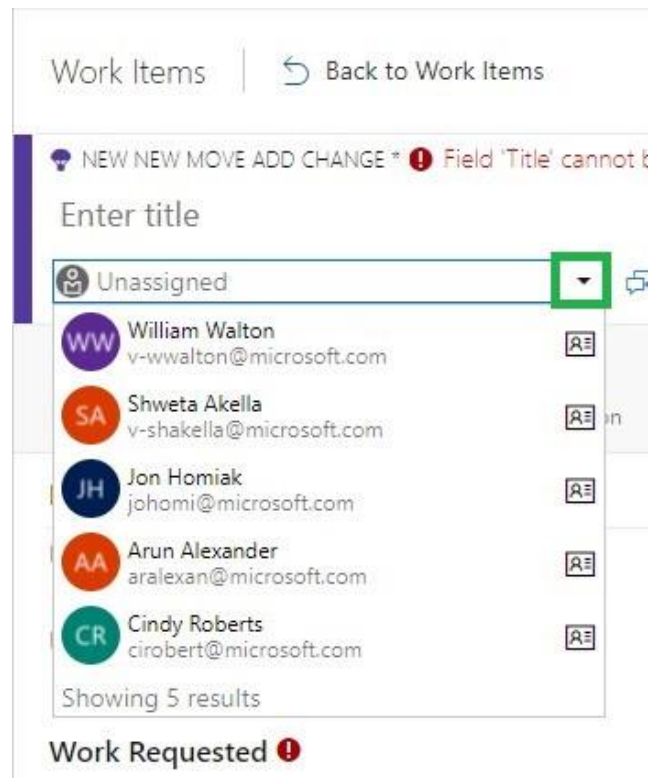 Work Items
Back to Work Items
NEW NEW MOVE ADD CHANGE * Field 'Title' cannot
Enter title
Unassigned
WW
William Walton
v-wwalton@microsoft.com
SA
Shweta Akella
v-shakella@microsoft.com
JH
Jon Homiak
johomi@microsoft.com
AA
Arun Alexander
aralexan@microsoft.com
CR
Cindy Roberts
cirobert@microsoft.com
Showing 5 results
Work Requested